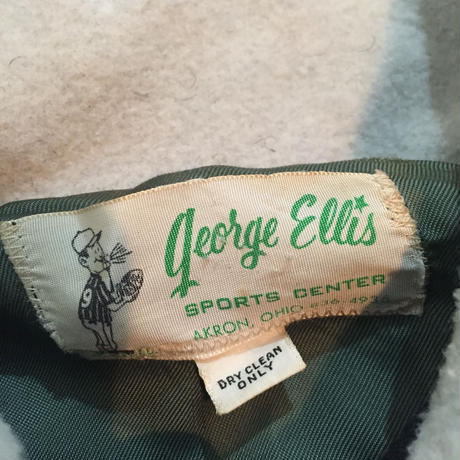 George Ellis
SPORTS CENTER
AKRON, OHIO
DRY CLEAN
ONLY